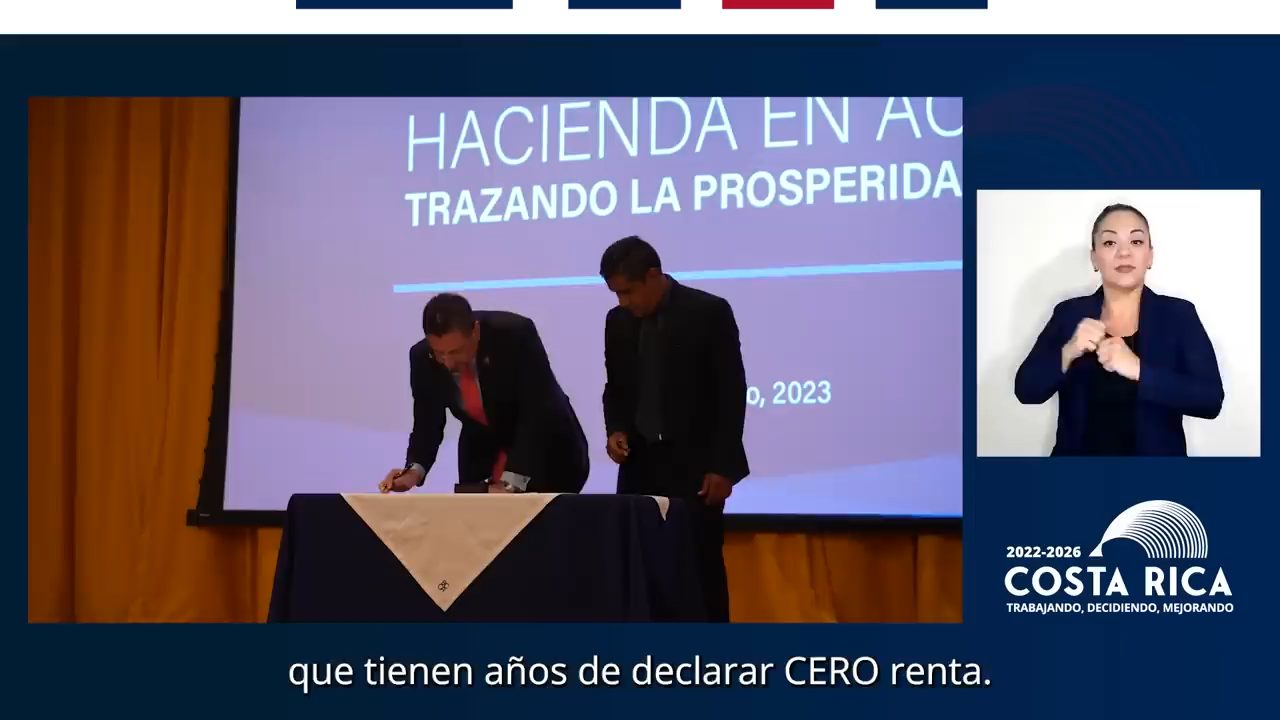 HACIENDA EN AC
TRAZANDO LA PROSPERIDA
o, 2023
2022-2026
COSTA RICA
TRABAJANDO, DECIDIENDO, MEJORANDO
que tienen años de declarar CERO renta.